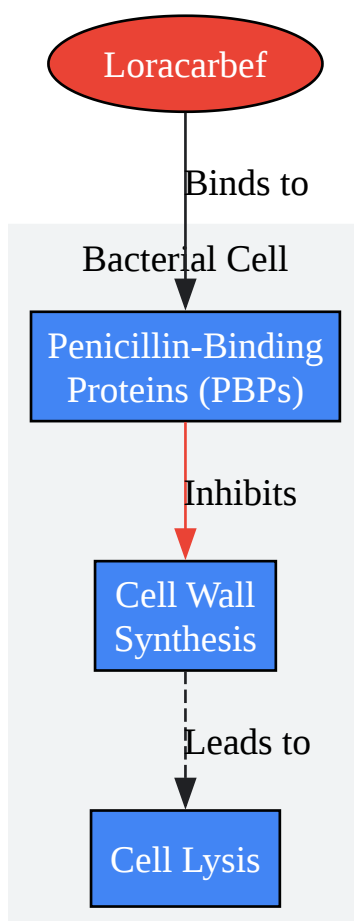 Loracarbef
Binds to
Bacterial Cell
Penicillin-Binding
Proteins (PBPs)
Inhibits
Cell Wall
Synthesis
Leads to
Cell Lysis